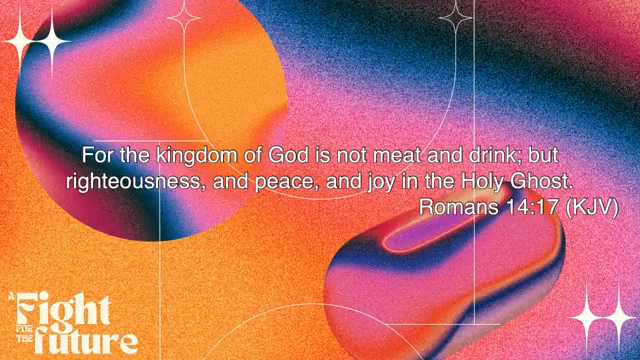 For the kingdom of God is not meat and drink; but
righteousness, and peace, and joy in the Holy Ghost.
Romans 14:17 (KJV)
A Fight
FOR THE future